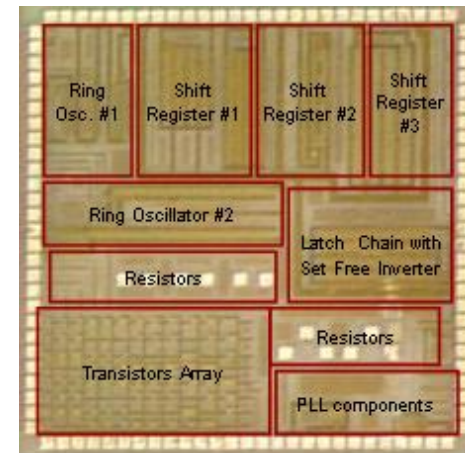 Ring
Osc. #1
Shift
Register #1
Shift
Register #2
Shift
Register
#3
Ring Oscillator #2
Latch Chain with
Set Free Inverter
Resistors
Resistors
Transistors Array
PLL components